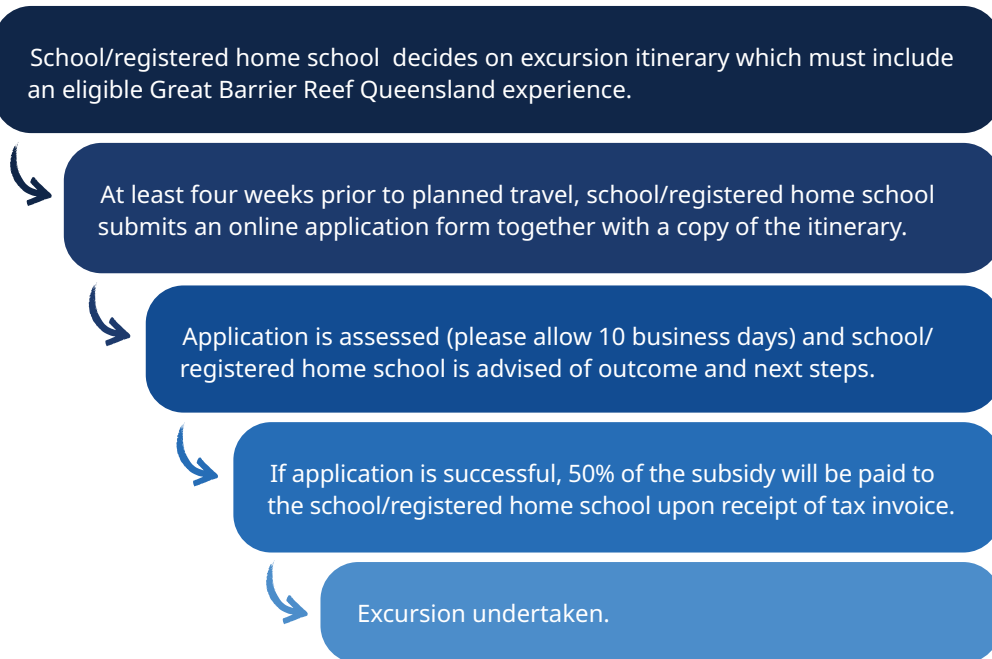 School/registered home school  decides on excursion itinerary which must include
an eligible Great Barrier Reef Queensland experience.
At least four weeks prior to planned travel, school/registered home school
submits an online application form together with a copy of the itinerary.
Application is assessed (please allow 10 business days) and school/
registered home school is advised of outcome and next steps.
If application is successful, 50% of the subsidy will be paid to
the school/registered home school upon receipt of tax invoice.
Excursion undertaken.